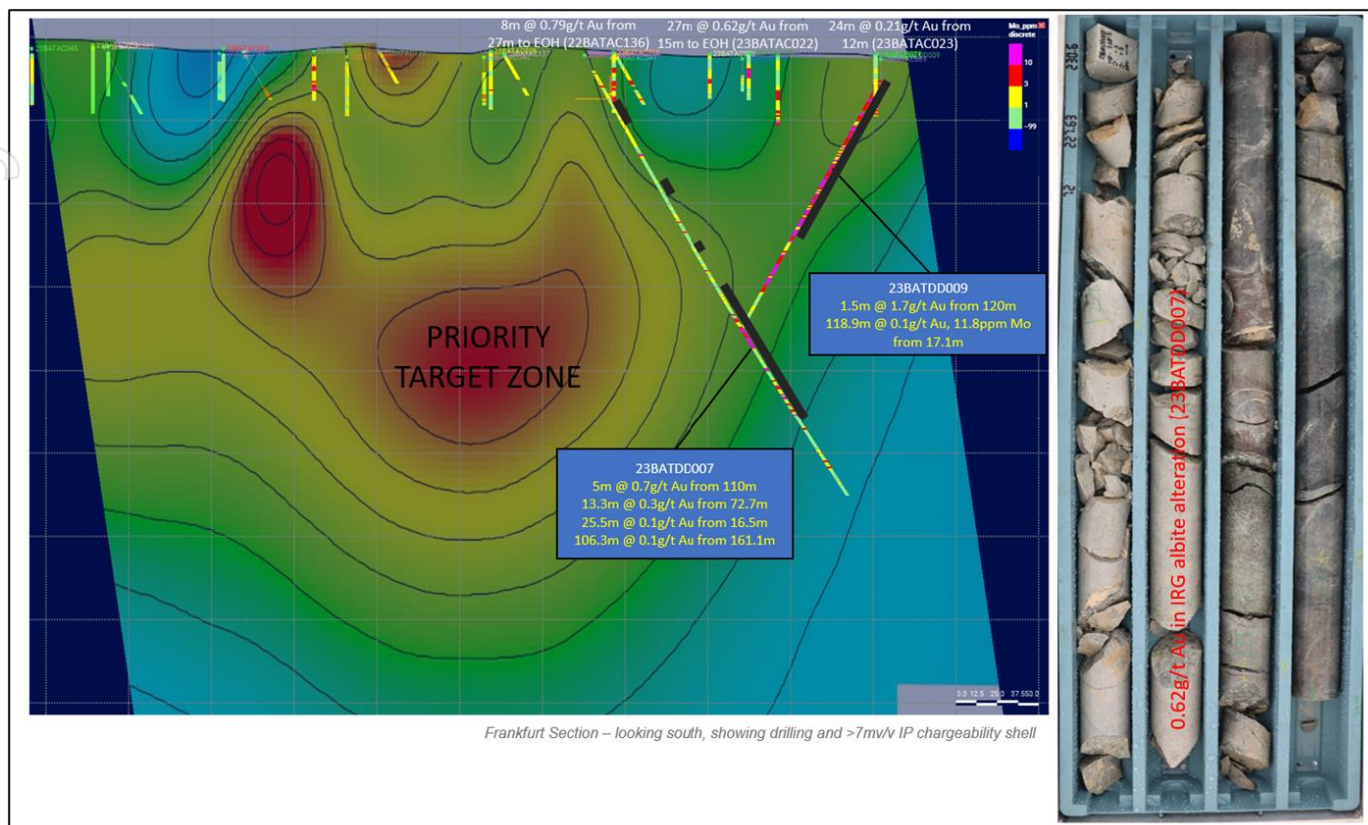 8m @ 0.79g/t Au from
27m to EOH (22BATAC136)
27m @ 0.62g/t Au from
15m to EOH (23BATAC022)
24m @ 0.21g/t Au from
12m (23BATAC023)
Mo_ppm
discrete
10
3
1
-99
PRIORITY
TARGET ZONE
23BATDD009
1.5m @ 1.7g/t Au from 120m
118.9m @ 0.1g/t Au, 11.8ppm Mo
from 17.1m
23BATDD007
5m @ 0.7g/t Au from 110m
13.3m @ 0.3g/t Au from 72.7m
25.5m @ 0.1g/t Au from 16.5m
106.3m @ 0.1g/t Au from 161.1m
0.0 12.5 25.0 37.550.0
Frankfurt Section – looking south, showing drilling and >7mv/v IP chargeability shell
230.6
227.63
72
0.62g/t Au in IRG albite alteration (23BATDD007)